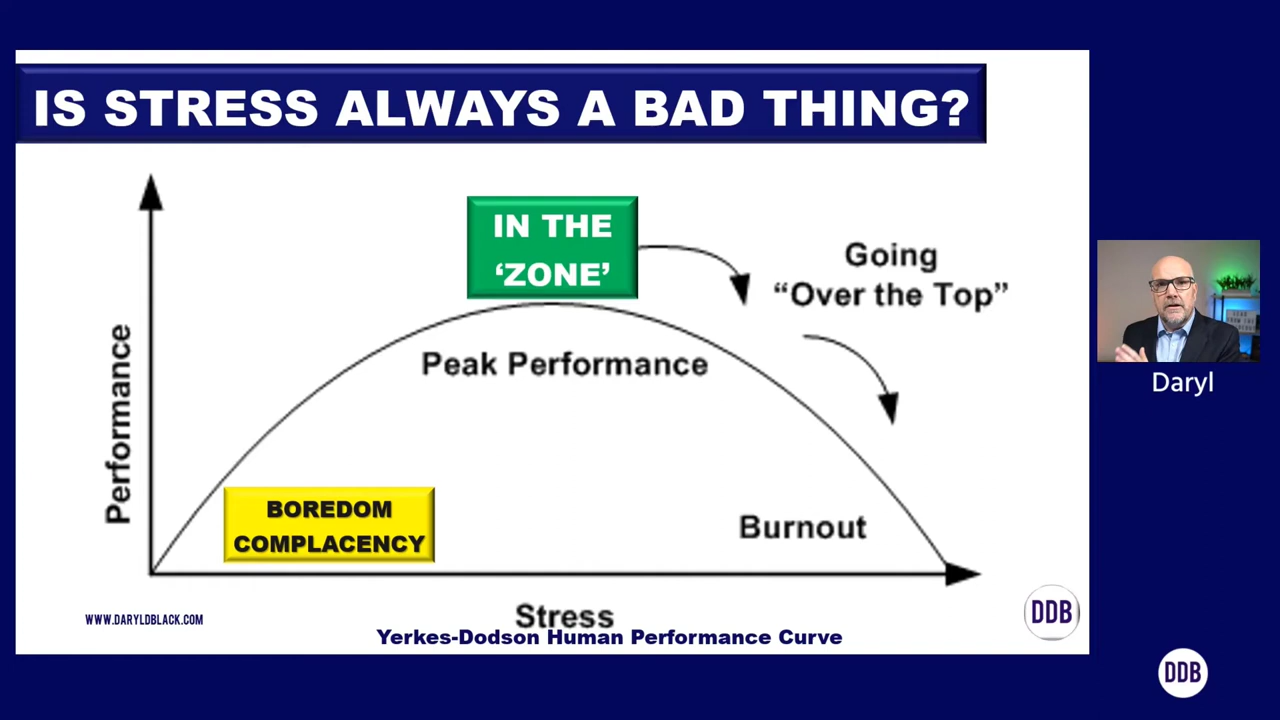 IS STRESS ALWAYS A BAD THING?
IN THE
‘ZONE’
Going
“Over the Top”
Peak Performance
Performance
BOREDOM
COMPLACENCY
Burnout
Stress
WWW.DARYLDBLACK.COM
Yerkes-Dodson Human Performance Curve
DDB
Daryl
DDB